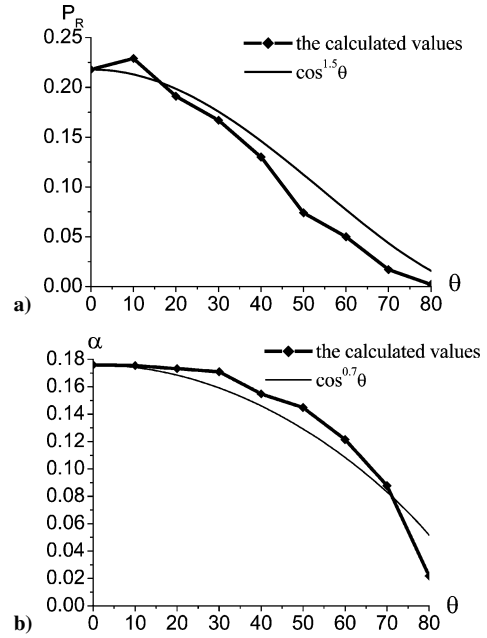 P_R
0.25
the calculated values
cos^1.5θ
0.20
0.15
0.10
0.05
0.00
0 10 20 30 40 50 60 70 80 θ
a)
α
0.18
the calculated values
cos^0.7θ
0.16
0.14
0.12
0.10
0.08
0.06
0.04
0.02
0.00
0 10 20 30 40 50 60 70 80 θ
b)